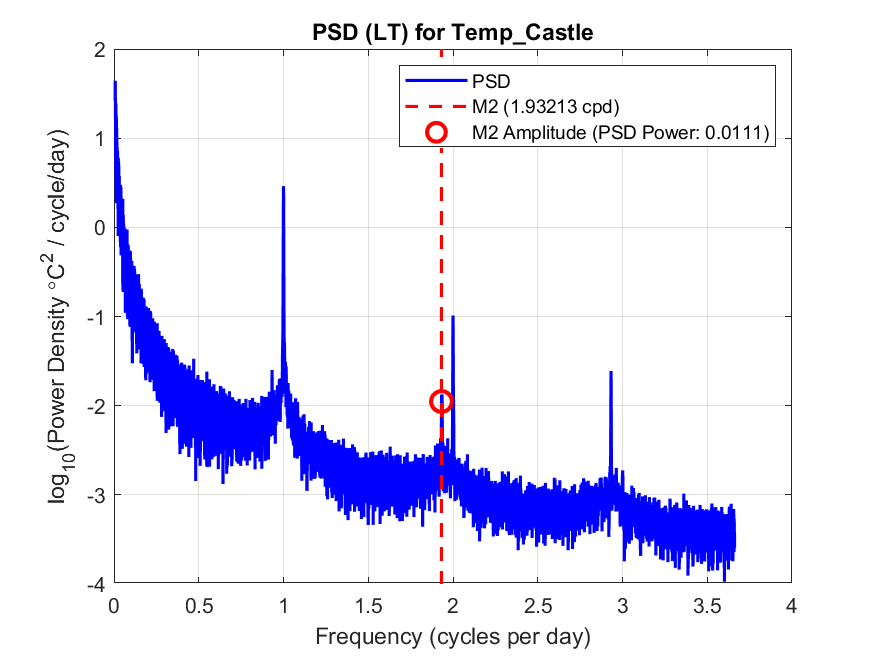 PSD (LT) for Temp_Castle
PSD
M2 (1.93213 cpd)
M2 Amplitude (PSD Power: 0.0111)
log10(Power Density °C2 / cycle/day)
2
1
0
-1
-2
-3
-4
0 0.5 1 1.5 2 2.5 3 3.5 4
Frequency (cycles per day)